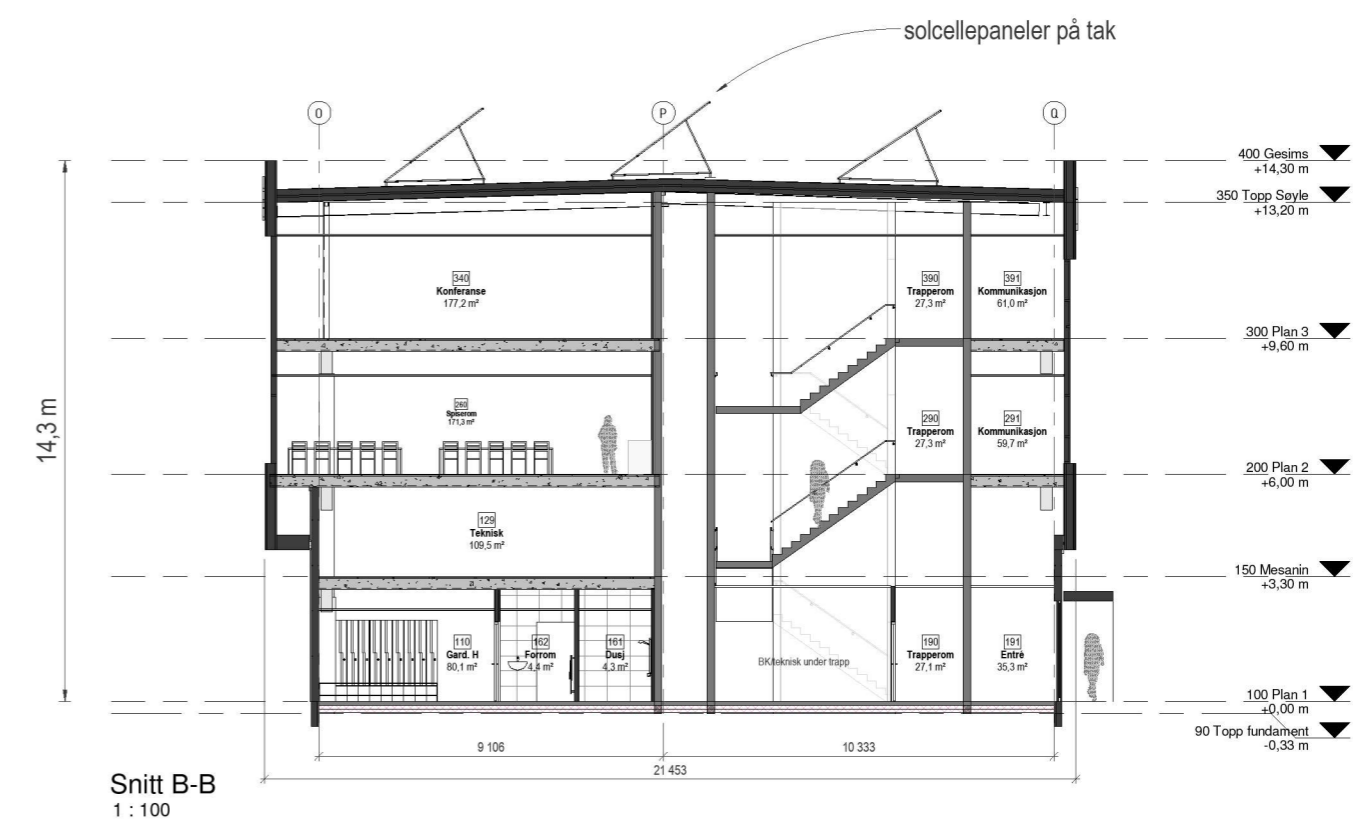 solcellepaneler på tak
O
P
Q
400 Gesims
+14,30 m
350 Topp Søyle
+13,20 m
340
Konferanse
177,2 m²
390
Trapperom
27,3 m²
391
Kommunikasjon
61,0 m²
300 Plan 3
+9,60 m
14,3 m
260
Spiserom
171,3 m²
290
Trapperom
27,3 m²
291
Kommunikasjon
59,7 m²
200 Plan 2
+6,00 m
129
Teknisk
109,5 m²
150 Mesanin
+3,30 m
110
Gard. H
80,1 m²
162
Forrom
4,4 m²
161
Dusj
4,3 m²
BK/teknisk under trapp
190
Trapperom
27,1 m²
191
Entrè
35,3 m²
100 Plan 1
+0,00 m
90 Topp fundament
-0,33 m
9 106
10 333
21 453
Snitt B-B
1 : 100